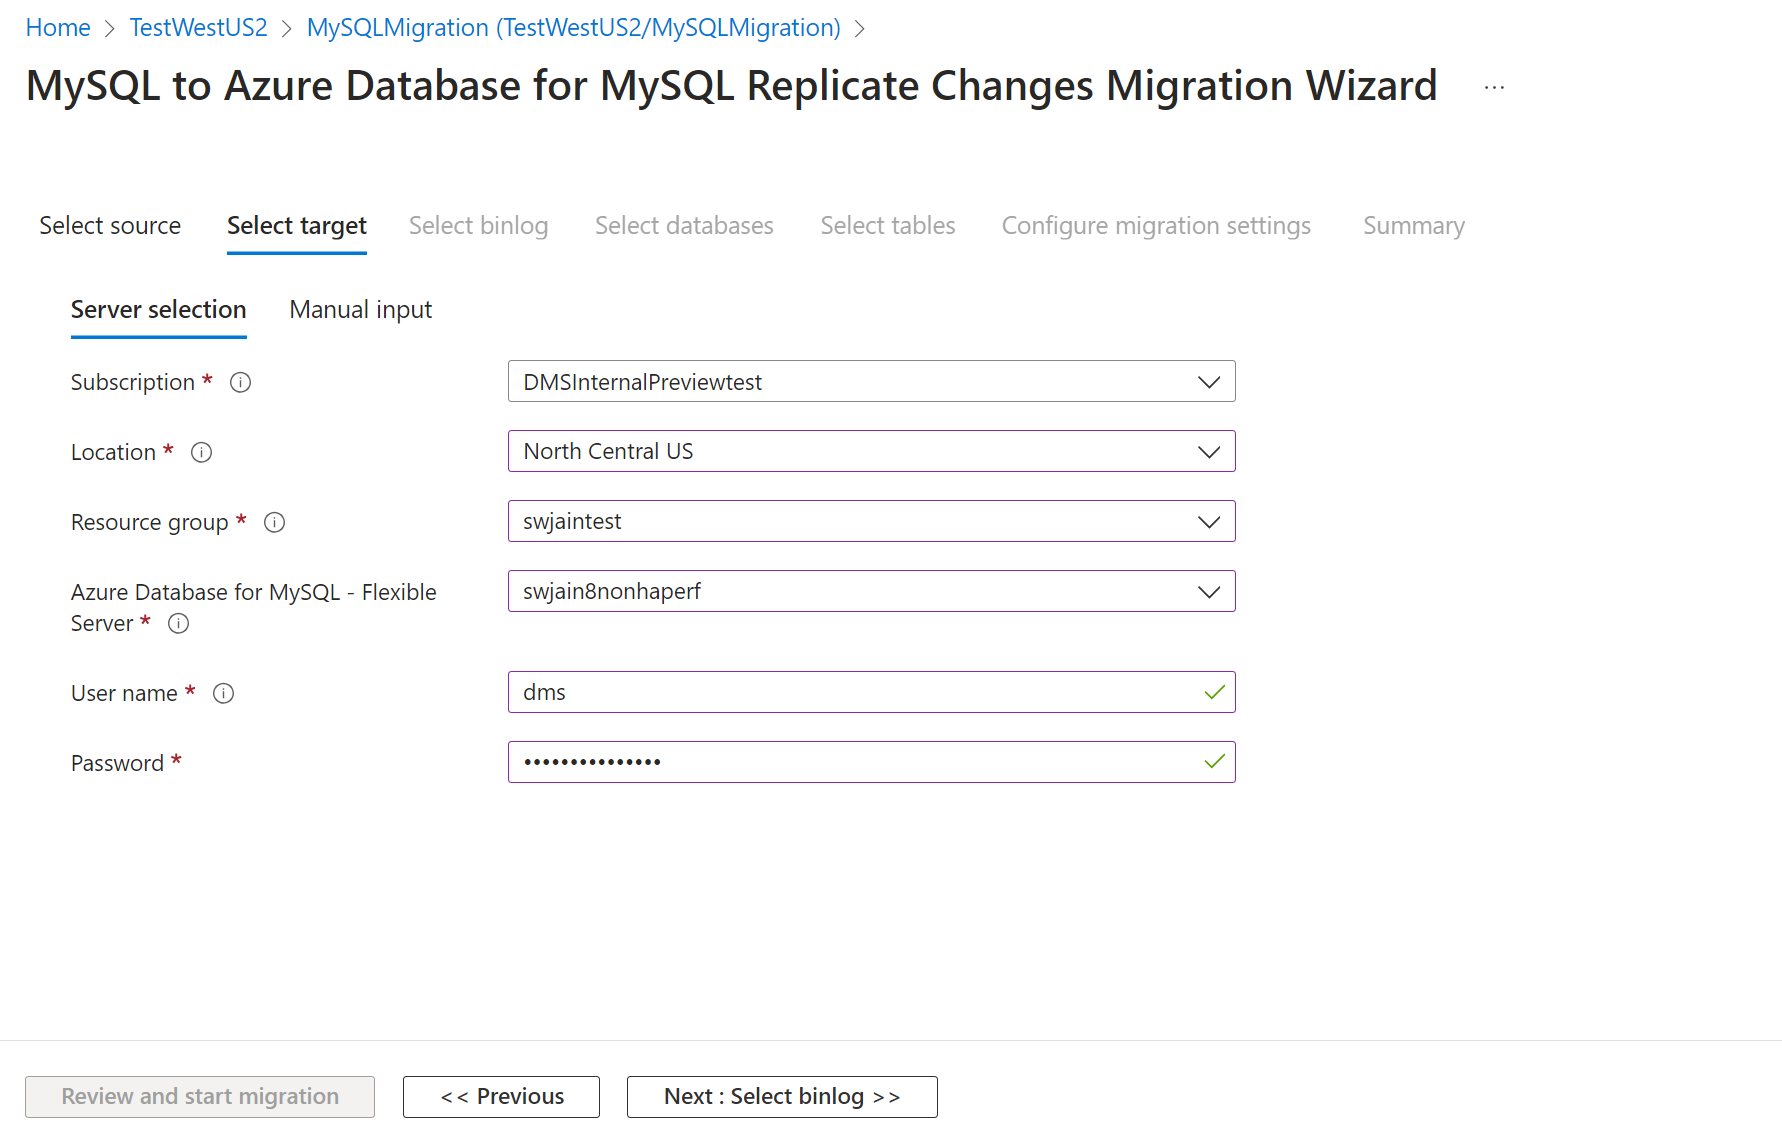 Home > TestWestUS2 > MySQLMigration (TestWestUS2/MySQLMigration) >
MySQL to Azure Database for MySQL Replicate Changes Migration Wizard ...
Select source Select target Select binlog Select databases Select tables Configure migration settings Summary
Server selection Manual input
Subscription * DMSInternalPreviewtest
Location * North Central US
Resource group * swjaintest
Azure Database for MySQL - Flexible
Server * swjain8nonhaperf
User name * dms
Password * •••••••••••••••
Review and start migration << Previous Next : Select binlog >>